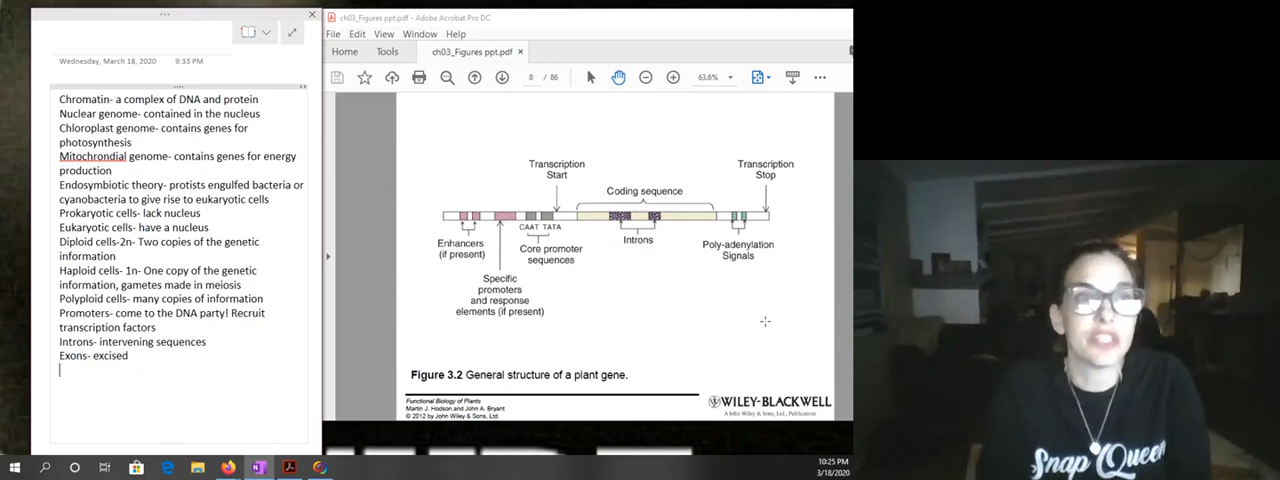 Wednesday, March 18, 2020 9:33 PM
Chromatin- a complex of DNA and protein
Nuclear genome- contained in the nucleus
Chloroplast genome- contains genes for
photosynthesis
Mitochrondial genome- contains genes for energy
production
Endosymbiotic theory- protists engulfed bacteria or
cyanobacteria to give rise to eukaryotic cells
Prokaryotic cells- lack nucleus
Eukaryotic cells- have a nucleus
Diploid cells-2n- Two copies of the genetic
information
Haploid cells- 1n- One copy of the genetic
information, gametes made in meiosis
Polyploid cells- many copies of information
Promoters- come to the DNA party! Recruit
transcription factors
Introns- intervening sequences
Exons- excised
ch03_Figures ppt.pdf - Adobe Acrobat Pro DC
File Edit View Window Help
Home Tools ch03_Figures ppt.pdf ×
8 / 86 63.6%
Transcription
Start
Transcription
Stop
Coding sequence
CAAT TATA
Enhancers
(if present)
Core promoter
sequences
Introns
Poly-adenylation
Signals
Specific
promoters
and response
elements (if present)
Figure 3.2 General structure of a plant gene.
Functional Biology of Plants
Martin J. Hodson and John A. Bryant
© 2012 by John Wiley & Sons, Ltd.
WILEY-BLACKWELL
A John Wiley & Sons, Ltd., Publication
Snap Queen
10:25 PM
3/18/2020